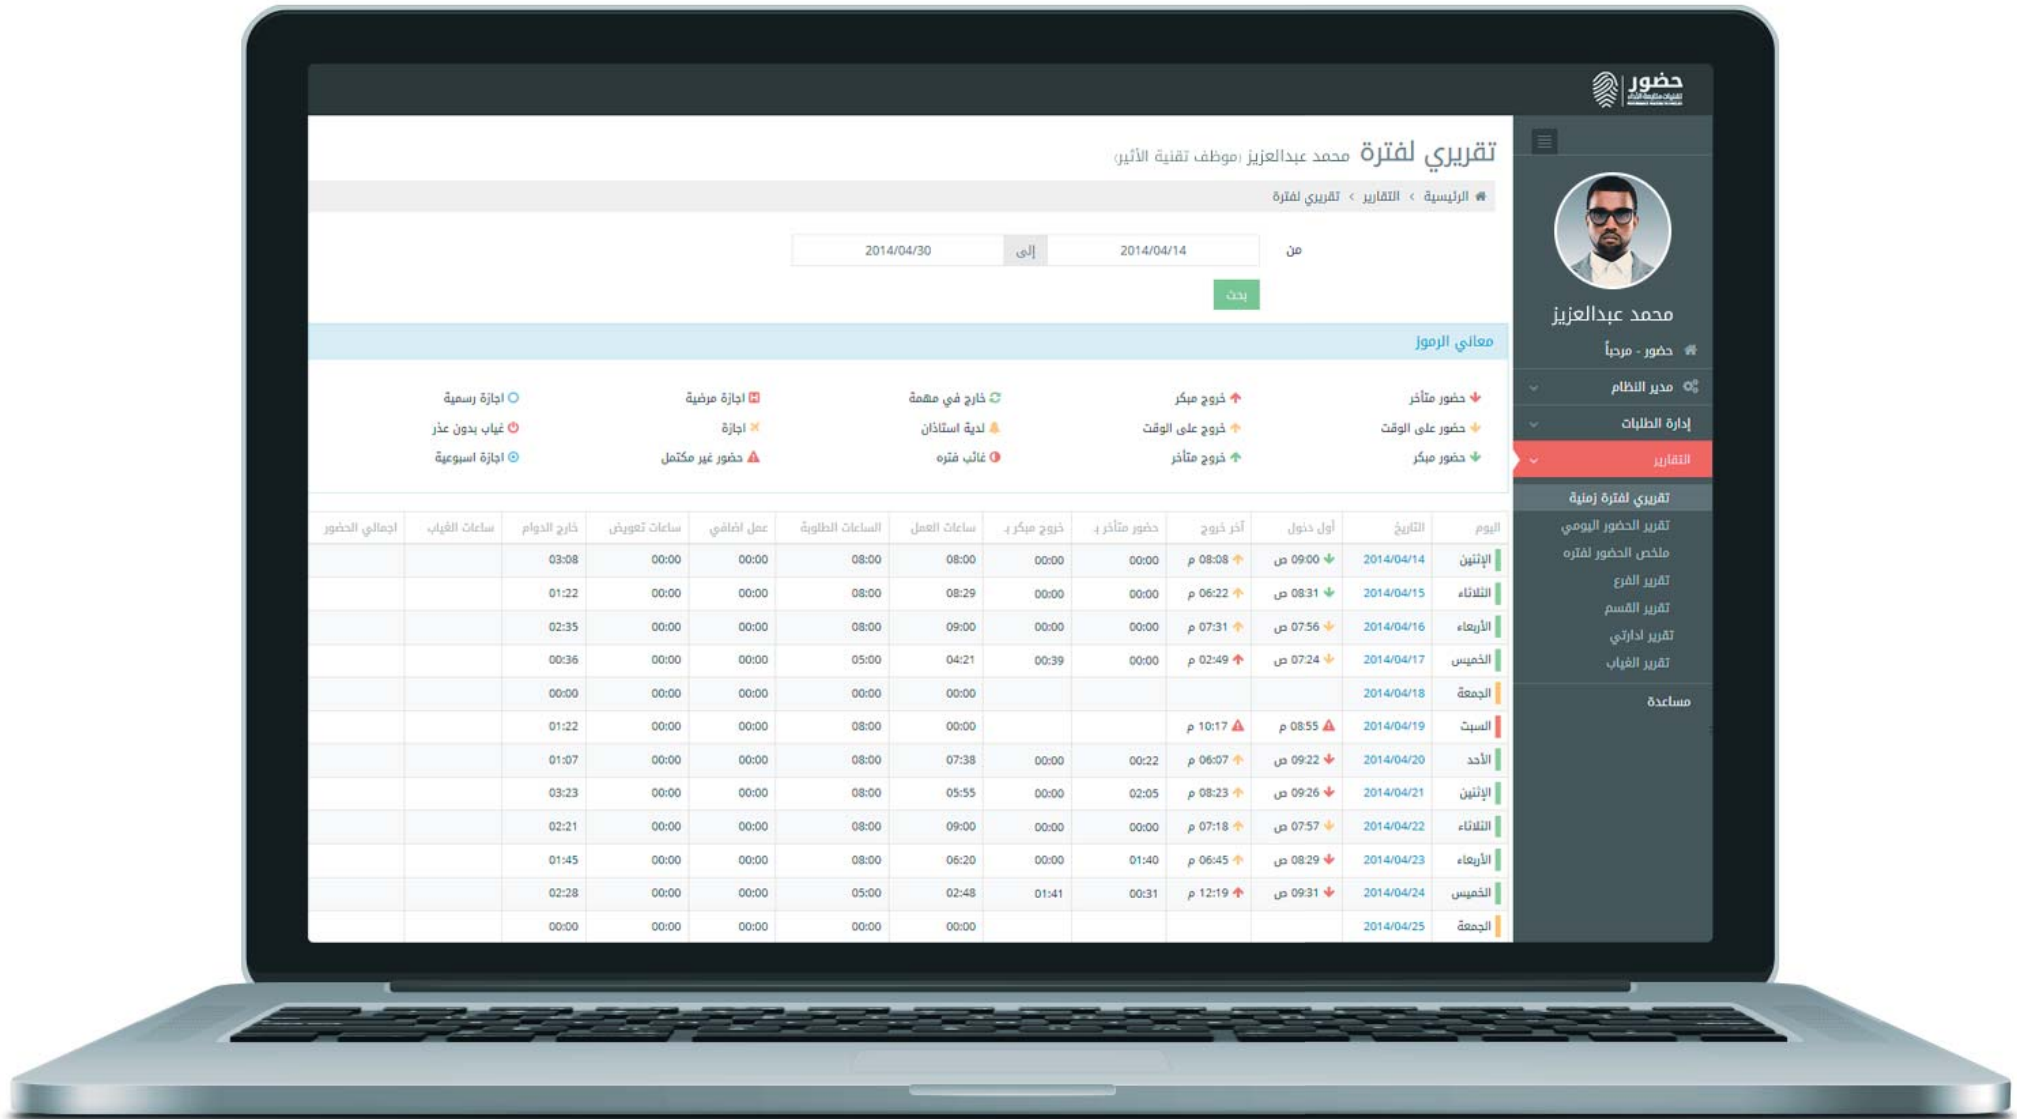 حضور
تقنيات متابعة الأداء
تقريري لفترة محمد عبدالعزيز (موظف تقنية الأثير)
الرئيسية > التقارير > تقريري لفترة
من 2014/04/14 إلى 2014/04/30
بحث
محمد عبدالعزيز
حضور - مرحباً
مدير النظام
إدارة الطلبات
التقارير
تقريري لفترة زمنية
تقرير الحضور اليومي
ملخص الحضور لفتره
تقرير الفرع
تقرير القسم
تقرير ادارتي
تقرير الغياب
مساعدة
معاني الرموز
حضور متأخر خروج مبكر خارج في مهمة اجازة مرضية اجازة رسمية
حضور على الوقت خروج على الوقت لدية استاذان اجازة غياب بدون عذر
حضور مبكر خروج متأخر غائب فتره حضور غير مكتمل اجازة اسبوعية
اليوم التاريخ أول دخول آخر خروج حضور متأخر بـ خروج مبكر بـ ساعات العمل الساعات الطلوبة عمل اضافي ساعات تعويض خارج الدوام ساعات الغياب اجمالي الحضور
الإثنين 2014/04/14 09:00 ص 08:08 م 00:00 00:00 08:00 08:00 00:00 00:00 03:08
الثلاثاء 2014/04/15 08:31 ص 06:22 م 00:00 00:00 08:29 08:00 00:00 00:00 01:22
الأربعاء 2014/04/16 07:56 ص 07:31 م 00:00 00:00 09:00 08:00 00:00 00:00 02:35
الخميس 2014/04/17 07:24 ص 02:49 م 00:00 00:39 04:21 05:00 00:00 00:00 00:36
الجمعة 2014/04/18 00:00 00:00 00:00 00:00 00:00
السبت 2014/04/19 08:55 م 10:17 م 00:00 08:00 00:00 00:00 01:22
الأحد 2014/04/20 09:22 ص 06:07 م 00:22 00:00 07:38 08:00 00:00 00:00 01:07
الإثنين 2014/04/21 09:26 ص 08:23 م 02:05 00:00 05:55 08:00 00:00 00:00 03:23
الثلاثاء 2014/04/22 07:57 ص 07:18 م 00:00 00:00 09:00 08:00 00:00 00:00 02:21
الأربعاء 2014/04/23 08:29 ص 06:45 م 01:40 00:00 06:20 08:00 00:00 00:00 01:45
الخميس 2014/04/24 09:31 ص 12:19 م 00:31 01:41 02:48 05:00 00:00 00:00 02:28
الجمعة 2014/04/25 00:00 00:00 00:00 00:00 00:00